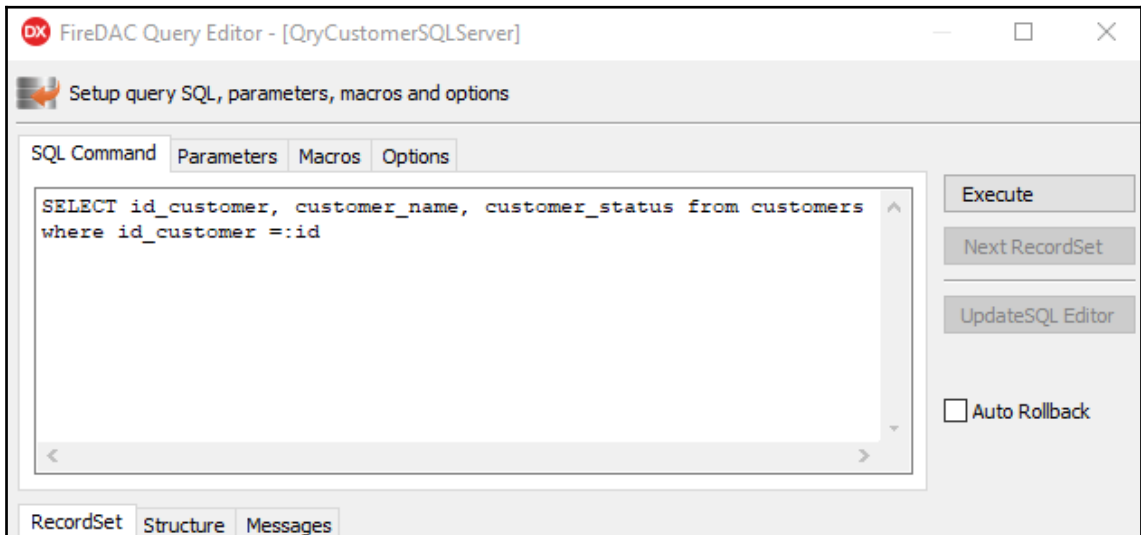 DX FireDAC Query Editor - [QryCustomerSQLServer]
Setup query SQL, parameters, macros and options
SQL Command Parameters Macros Options
SELECT id_customer, customer_name, customer_status from customers
where id_customer =:id
Execute
Next RecordSet
UpdateSQL Editor
Auto Rollback
RecordSet Structure Messages